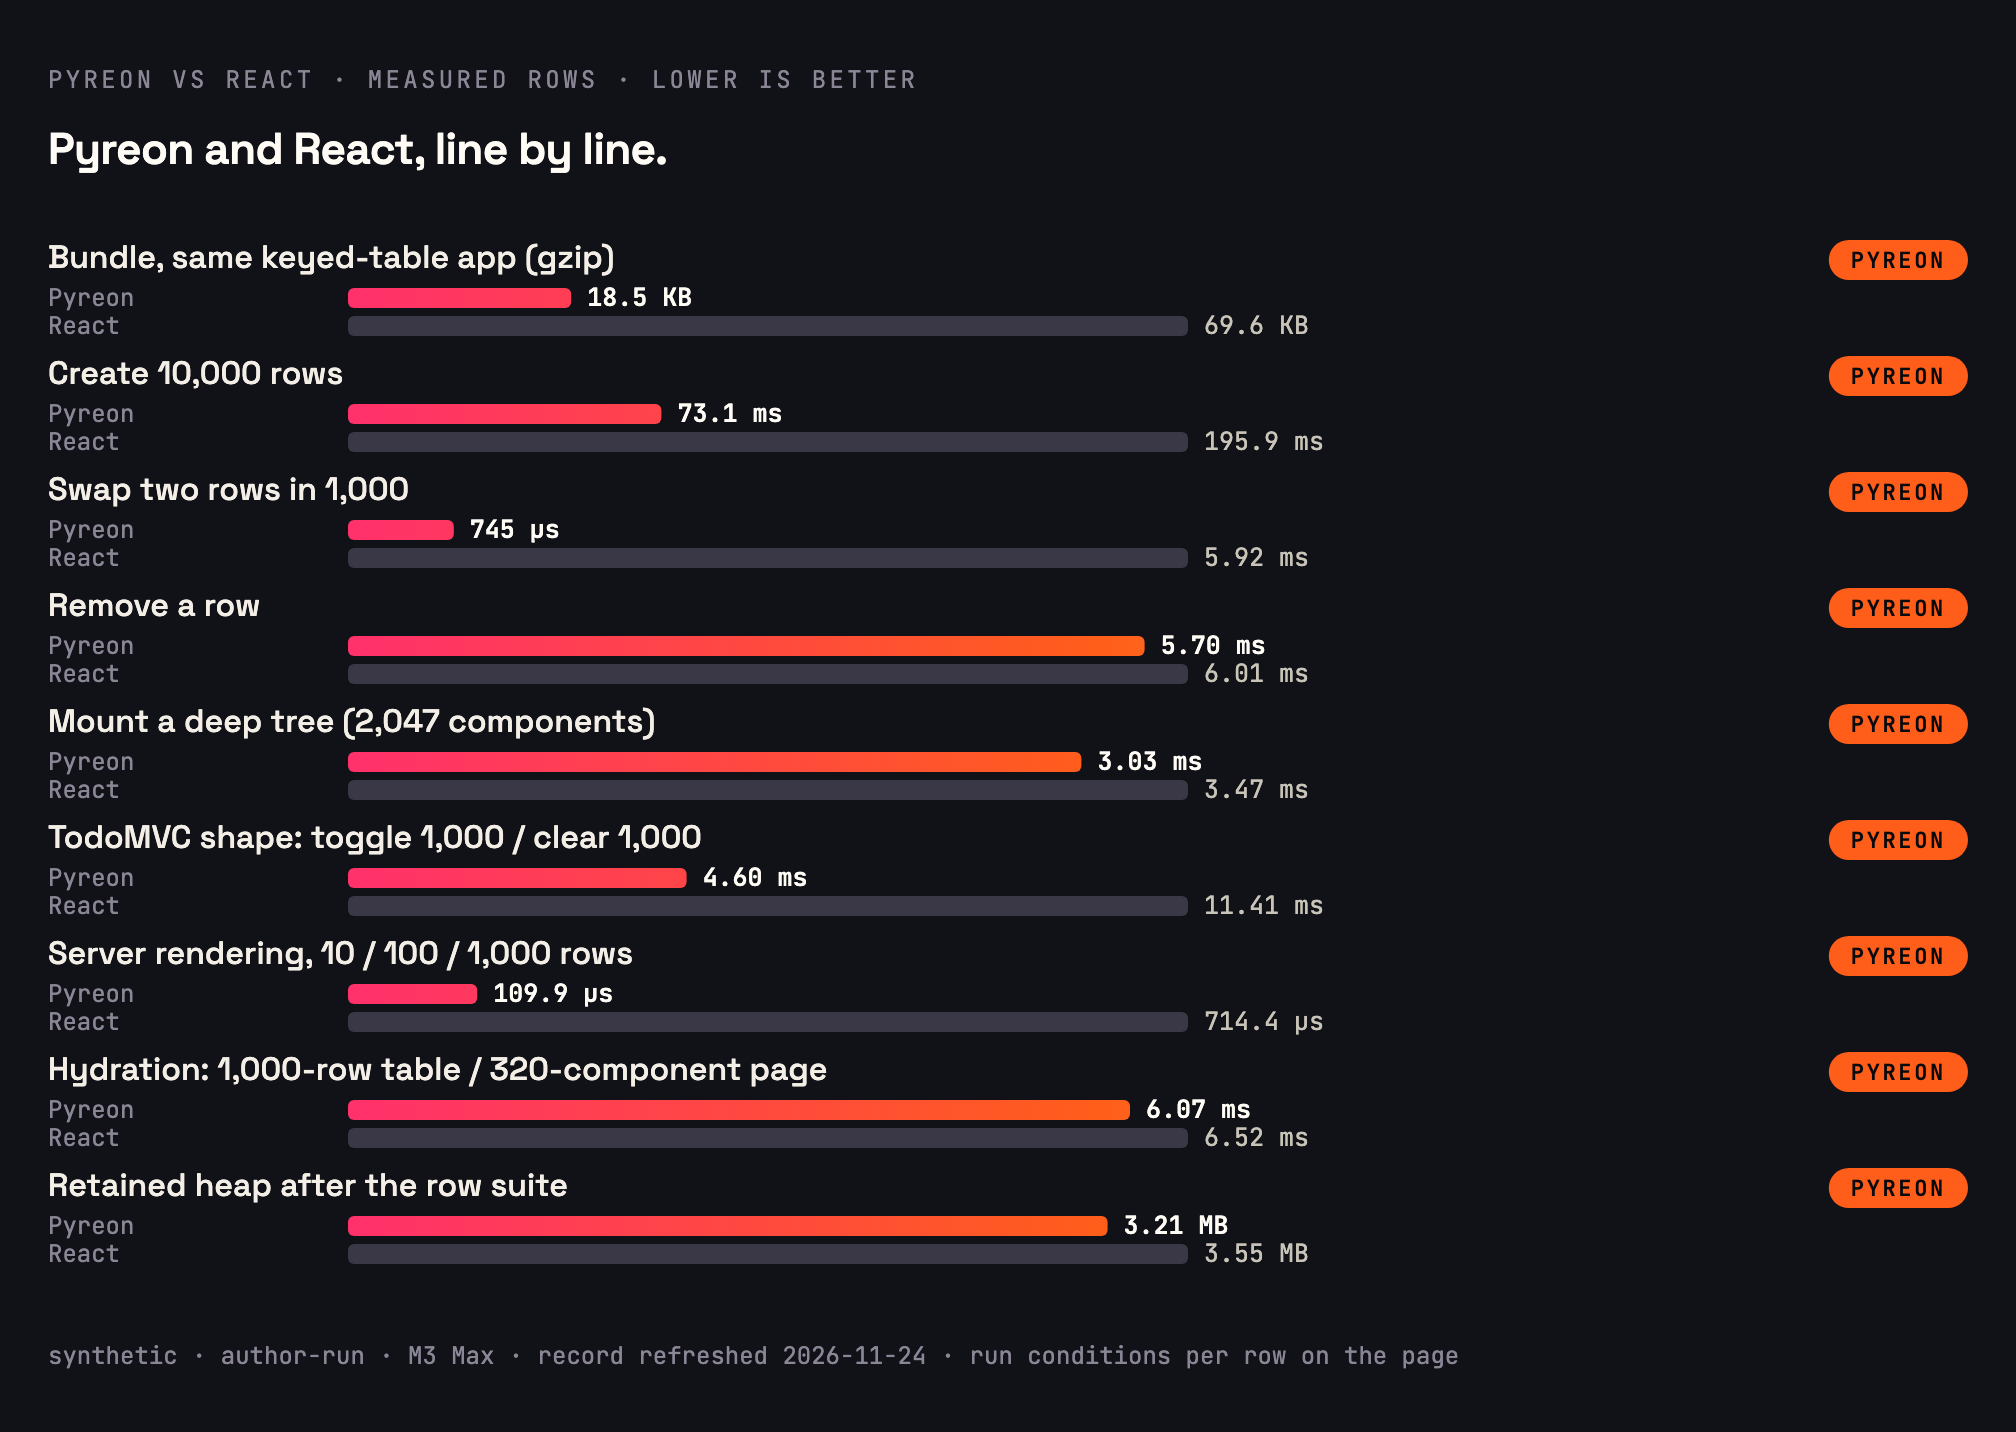 PYREON VS REACT · MEASURED ROWS · LOWER IS BETTER
Pyreon and React, line by line.
Bundle, same keyed-table app (gzip) PYREON
Pyreon 18.5 KB
React 69.6 KB
Create 10,000 rows PYREON
Pyreon 73.1 ms
React 195.9 ms
Swap two rows in 1,000 PYREON
Pyreon 745 µs
React 5.92 ms
Remove a row PYREON
Pyreon 5.70 ms
React 6.01 ms
Mount a deep tree (2,047 components) PYREON
Pyreon 3.03 ms
React 3.47 ms
TodoMVC shape: toggle 1,000 / clear 1,000 PYREON
Pyreon 4.60 ms
React 11.41 ms
Server rendering, 10 / 100 / 1,000 rows PYREON
Pyreon 109.9 µs
React 714.4 µs
Hydration: 1,000-row table / 320-component page PYREON
Pyreon 6.07 ms
React 6.52 ms
Retained heap after the row suite PYREON
Pyreon 3.21 MB
React 3.55 MB
synthetic · author-run · M3 Max · record refreshed 2026-11-24 · run conditions per row on the page